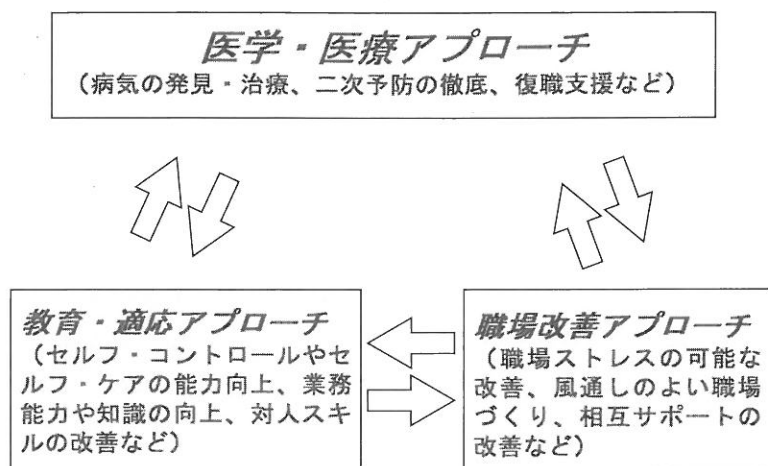 医学・医療アプローチ
(病気の発見・治療、二次予防の徹底、復職支援など)
教育・適応アプローチ
(セルフ・コントロールやセ
ルフ・ケアの能力向上、業務
能力や知識の向上、対人スキ
ルの改善など)
職場改善アプローチ
(職場ストレスの可能な
改善、風通しのよい職場
づくり、相互サポートの
改善など)